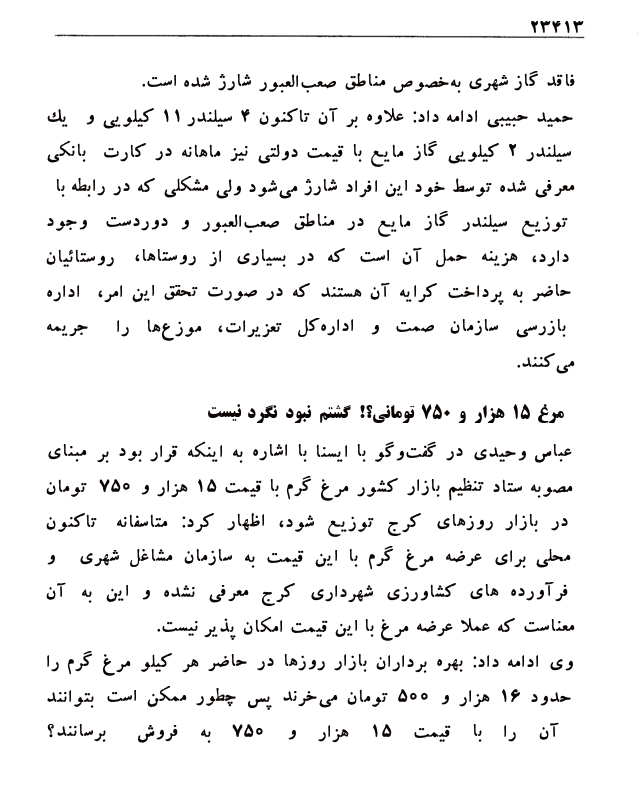 ۲۳۴۱۳
فاقد گاز شهری به‌خصوص مناطق صعب‌العبور شارژ شده است.
حمید حبیبی ادامه داد: علاوه بر آن تاکنون ۴ سیلندر ۱۱ کیلویی و یك
سیلندر ۲ کیلویی گاز مایع با قیمت دولتی نیز ماهانه در کارت بانکی
معرفی شده توسط خود این افراد شارژ می‌شود ولی مشکلی که در رابطه با
توزیع سیلندر گاز مایع در مناطق صعب‌العبور و دوردست وجود
دارد، هزینه حمل آن است که در بسیاری از روستاها، روستائیان
حاضر به پرداخت کرایه آن هستند که در صورت تحقق این امر، اداره
بازرسی سازمان صمت و اداره‌کل تعزیرات، موزع‌ها را جریمه
می‌کنند.
مرغ ۱۵ هزار و ۷۵۰ تومانی؟! گشتم نبود نگرد نیست
عباس وحیدی در گفت‌وگو با ایسنا با اشاره به اینکه قرار بود بر مبنای
مصوبه ستاد تنظیم بازار کشور مرغ گرم با قیمت ۱۵ هزار و ۷۵۰ تومان
در بازار روزهای کرج توزیع شود، اظهار کرد: متاسفانه تاکنون
محلی برای عرضه مرغ گرم با این قیمت به سازمان مشاغل شهری و
فرآورده های کشاورزی شهرداری کرج معرفی نشده و این به آن
معناست که عملا عرضه مرغ با این قیمت امکان پذیر نیست.
وی ادامه داد: بهره برداران بازار روزها در حاضر هر کیلو مرغ گرم را
حدود ۱۶ هزار و ۵۰۰ تومان می‌خرند پس چطور ممکن است بتوانند
آن را با قیمت ۱۵ هزار و ۷۵۰ به فروش برسانند؟